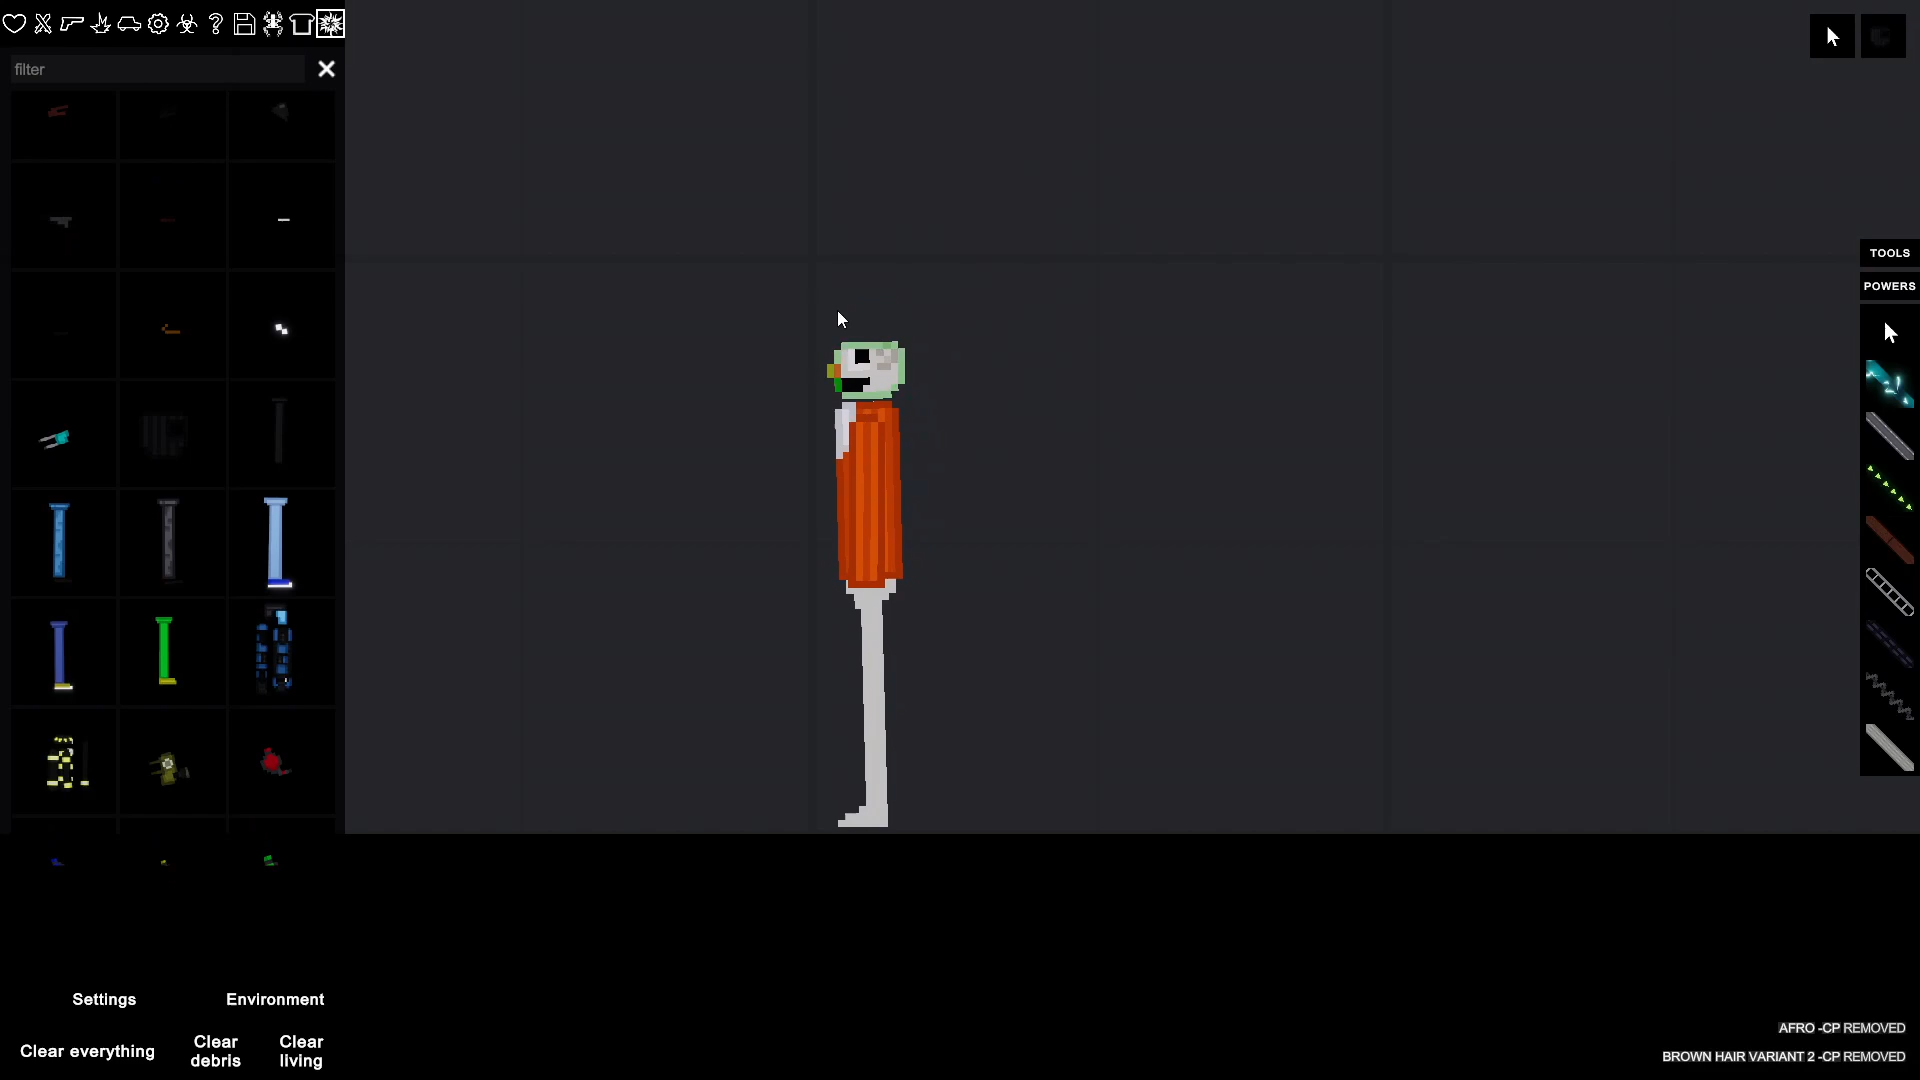 filter
TOOLS
POWERS
Settings
Environment
Clear everything
Clear
debris
Clear
living
AFRO -CP REMOVED
BROWN HAIR VARIANT 2 -CP REMOVED